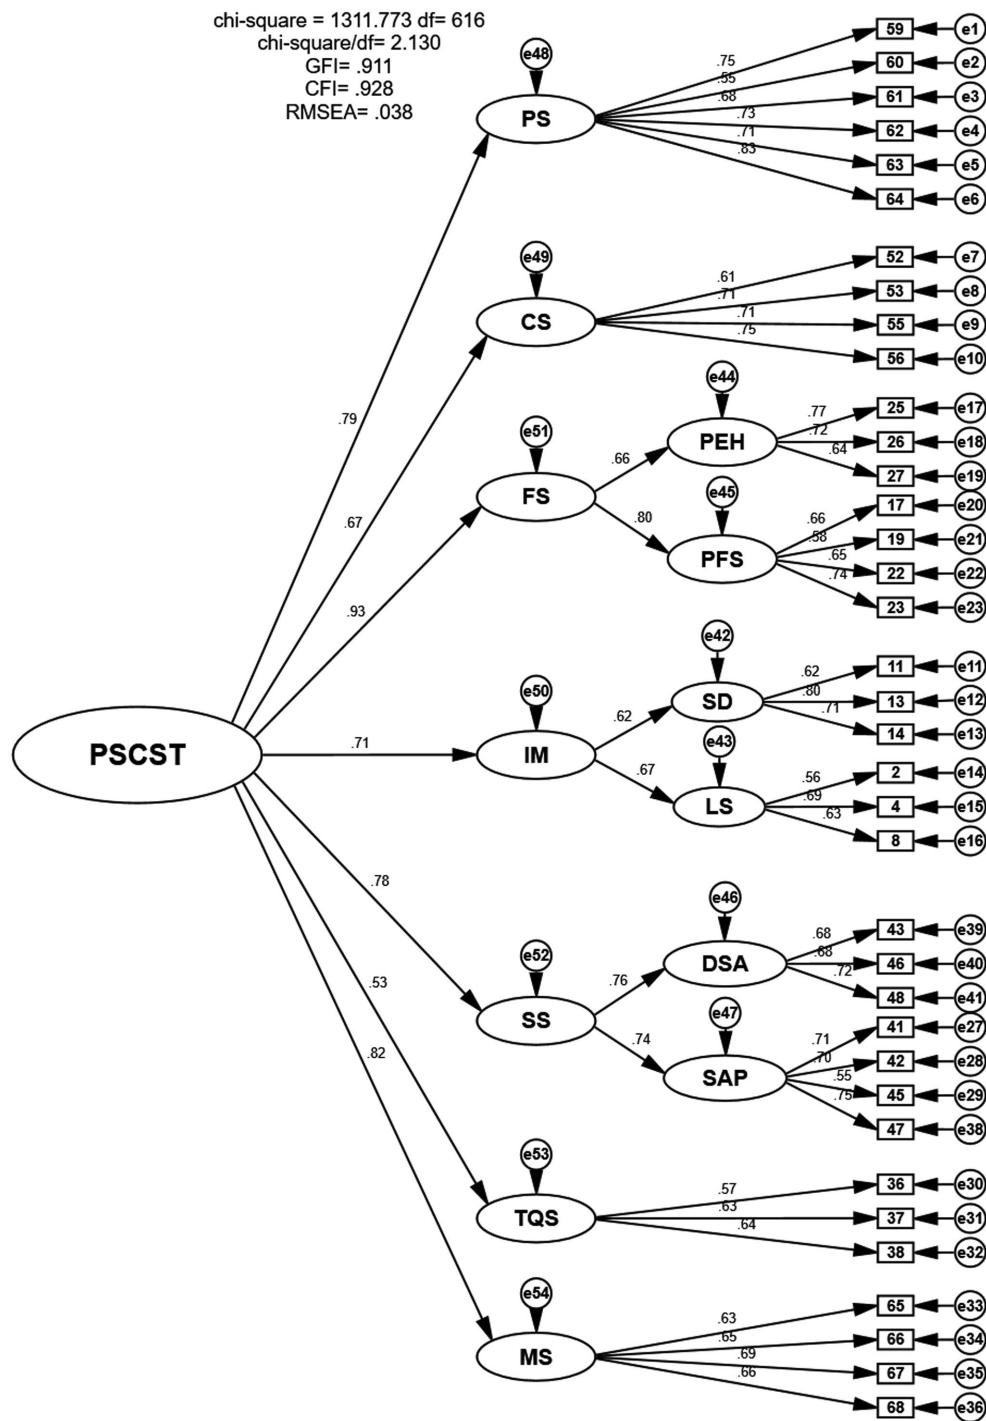 chi-square = 1311.773 df= 616
chi-square/df= 2.130
GFI= .911
CFI= .928
RMSEA= .038
e48
PS
.75
.55
.68
.73
.71
.83
59
e1
60
e2
61
e3
62
e4
63
e5
64
e6
e49
CS
.61
.71
.71
.75
52
e7
53
e8
55
e9
56
e10
.79
.67
.93
e51
FS
.66
.80
e44
PEH
.77
.72
.64
25
e17
26
e18
27
e19
e45
PFS
.66
.58
.65
.74
17
e20
19
e21
22
e22
23
e23
PSCST
.71
e50
IM
.62
.67
e42
SD
.62
.80
.71
11
e11
13
e12
14
e13
e43
LS
.56
.69
.63
2
e14
4
e15
8
e16
.78
.53
.82
e52
SS
.76
.74
e46
DSA
.68
.68
.72
43
e39
46
e40
48
e41
e47
SAP
.71
.70
.55
.75
41
e27
42
e28
45
e29
47
e38
e53
TQS
.57
.63
.64
36
e30
37
e31
38
e32
e54
MS
.63
.65
.69
.66
65
e33
66
e34
67
e35
68
e36